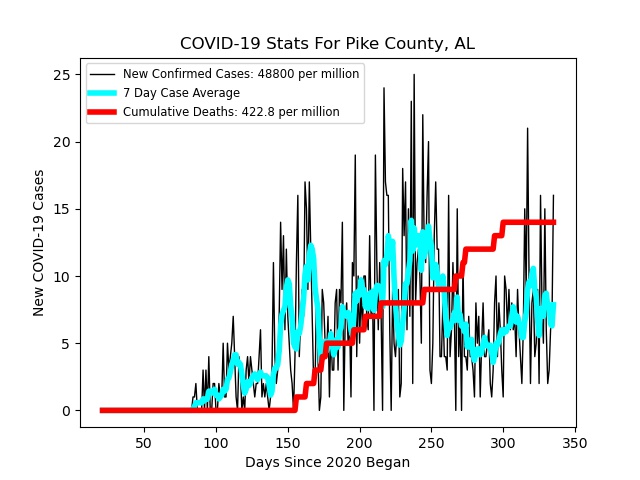 COVID-19 Stats For Pike County, AL
New Confirmed Cases: 48800 per million
7 Day Case Average
Cumulative Deaths: 422.8 per million
New COVID-19 Cases
25
20
15
10
5
0
50
100
150
200
250
300
350
Days Since 2020 Began